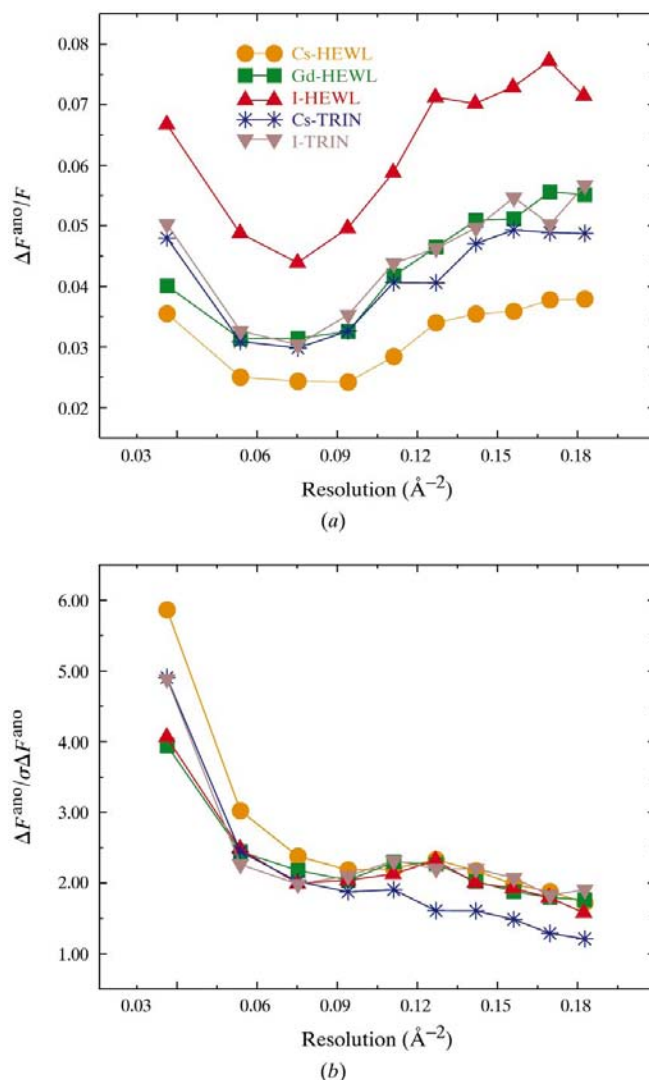 0.08
0.07
0.06
0.05
0.04
0.03
0.02
ΔF^ano/F
Cs-HEWL
Gd-HEWL
I-HEWL
Cs-TRIN
I-TRIN
0.03 0.06 0.09 0.12 0.15 0.18
Resolution (Å⁻²)
(a)
6.00
5.00
4.00
3.00
2.00
1.00
ΔF^ano/σΔF^ano
0.03 0.06 0.09 0.12 0.15 0.18
Resolution (Å⁻²)
(b)